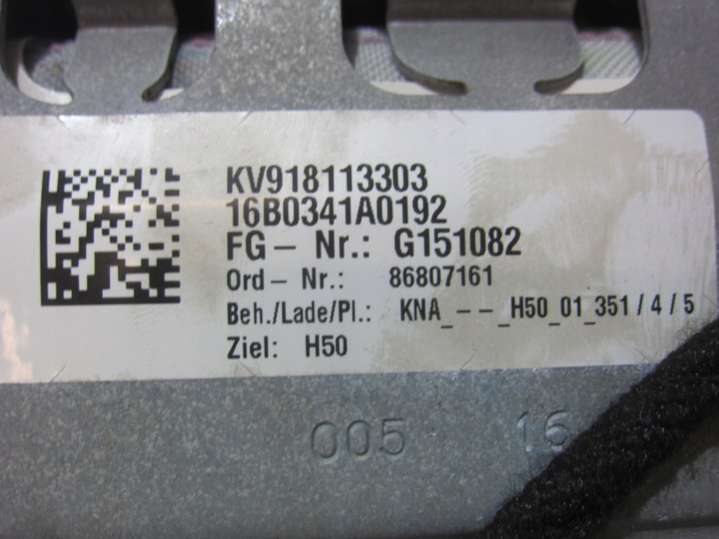 KV918113303
16B0341A0192
FG– Nr.: G151082
Ord– Nr.: 86807161
Beh./Lade/Pl.: KNA_––_H50_01_351 / 4 / 5
Ziel: H50
005 16